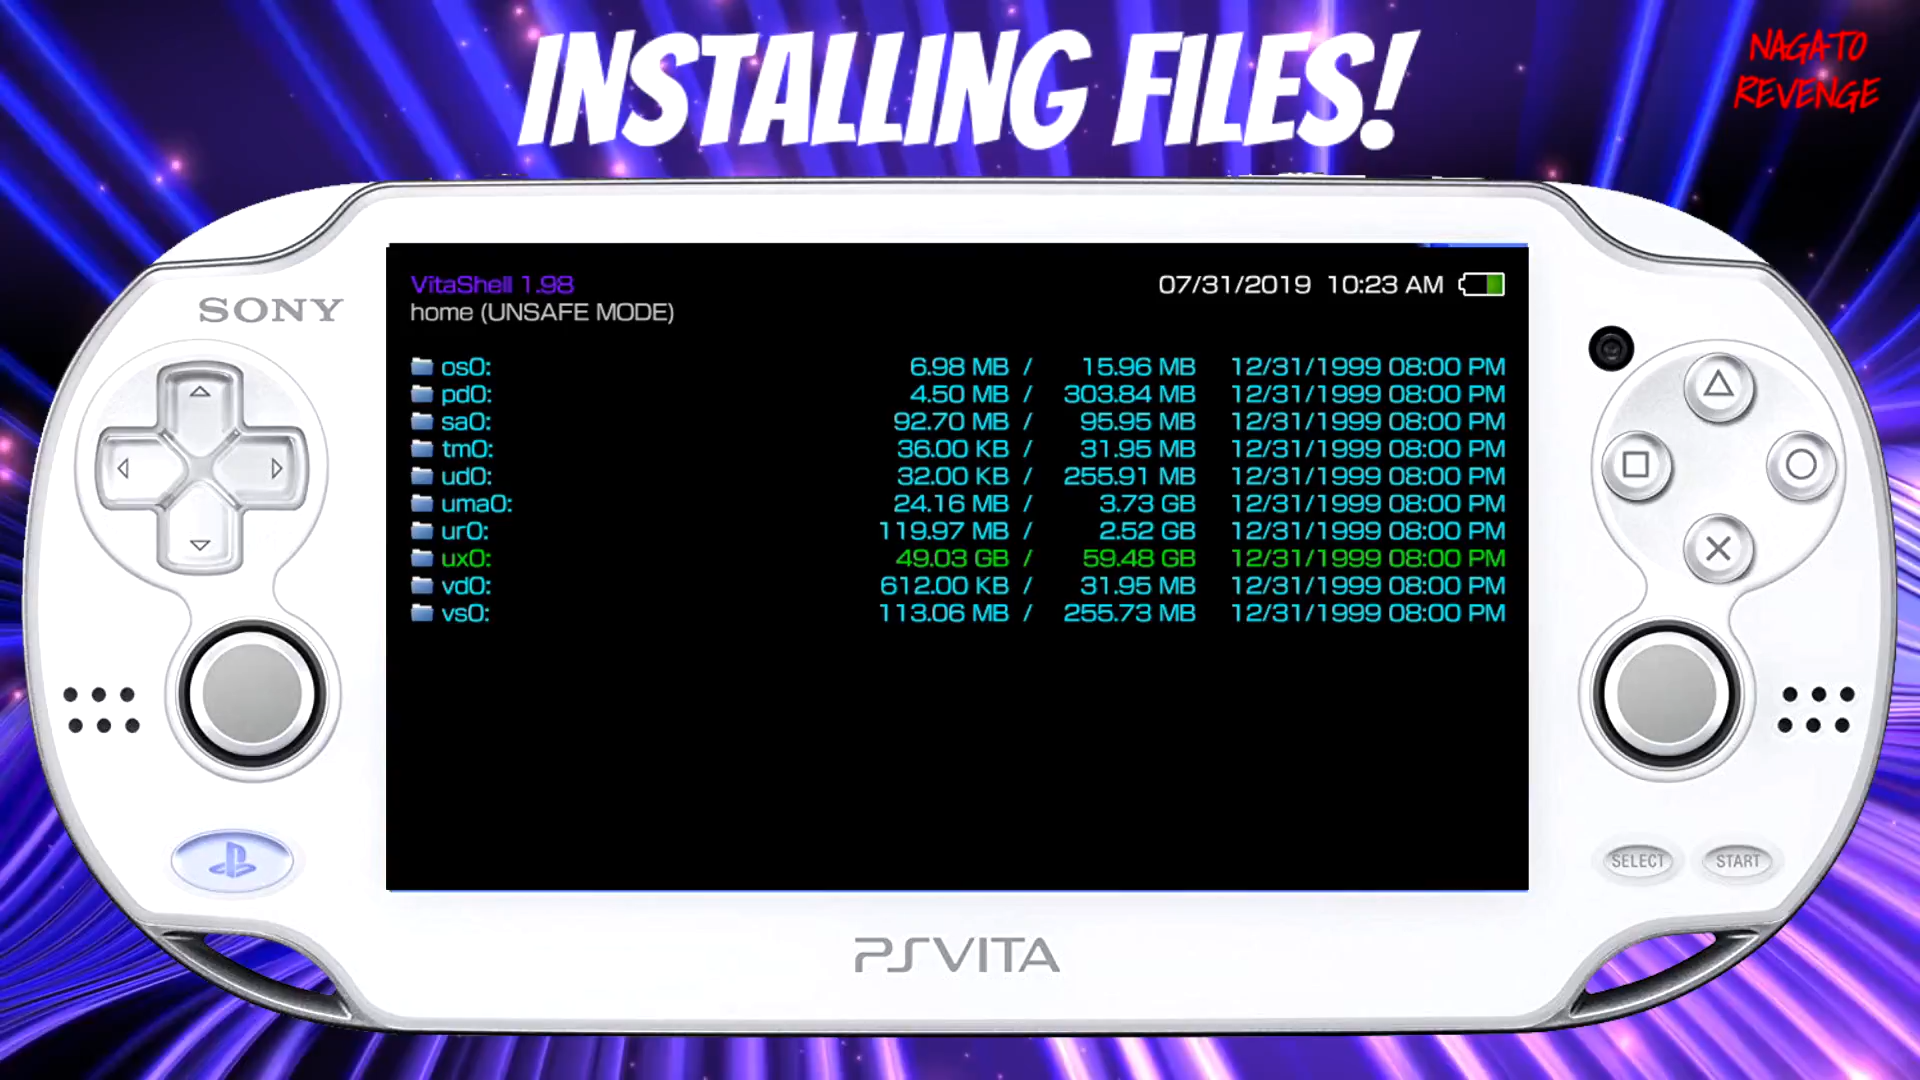 INSTALLING FILES!
NAGATO
REVENGE
SONY
VitaShell 1.98
07/31/2019 10:23 AM
home (UNSAFE MODE)
os0: 6.98 MB / 15.96 MB 12/31/1999 08:00 PM
pd0: 4.50 MB / 303.84 MB 12/31/1999 08:00 PM
sa0: 92.70 MB / 95.95 MB 12/31/1999 08:00 PM
tm0: 36.00 KB / 31.95 MB 12/31/1999 08:00 PM
ud0: 32.00 KB / 255.91 MB 12/31/1999 08:00 PM
uma0: 24.16 MB / 3.73 GB 12/31/1999 08:00 PM
ur0: 119.97 MB / 2.52 GB 12/31/1999 08:00 PM
ux0: 49.03 GB / 59.48 GB 12/31/1999 08:00 PM
vd0: 612.00 KB / 31.95 MB 12/31/1999 08:00 PM
vs0: 113.06 MB / 255.73 MB 12/31/1999 08:00 PM
SELECT
START
PSVITA